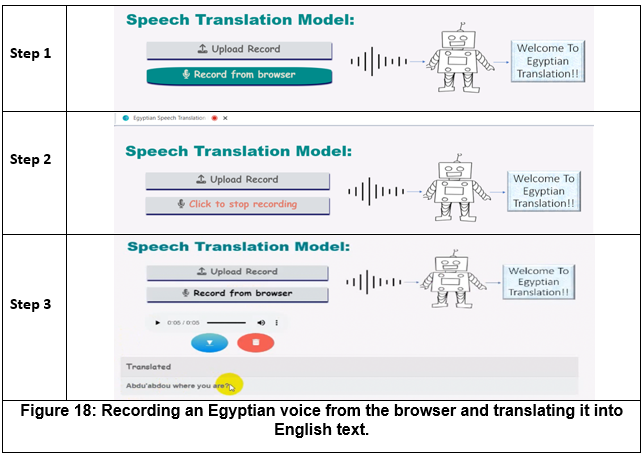 Step 1
Speech Translation Model:
Upload Record
Record from browser
Welcome To
Egyptian
Translation!!
Step 2
Egyptian Speech Translation
Speech Translation Model:
Upload Record
Click to stop recording
Welcome To
Egyptian
Translation!!
Step 3
Speech Translation Model:
Upload Record
Record from browser
Welcome To
Egyptian
Translation!!
0:05 / 0:05
Translated
Abdu'abdou where you are?
Figure 18: Recording an Egyptian voice from the browser and translating it into
English text.